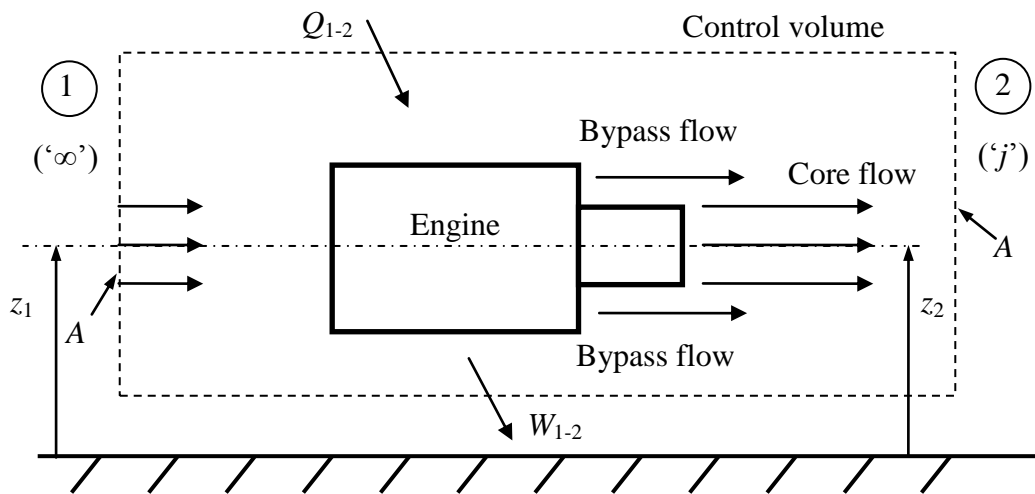 Q1-2
Control volume
1
2
Bypass flow
(‘∞’)
(‘j’)
Core flow
Engine
A
z1
z2
A
Bypass flow
W1-2